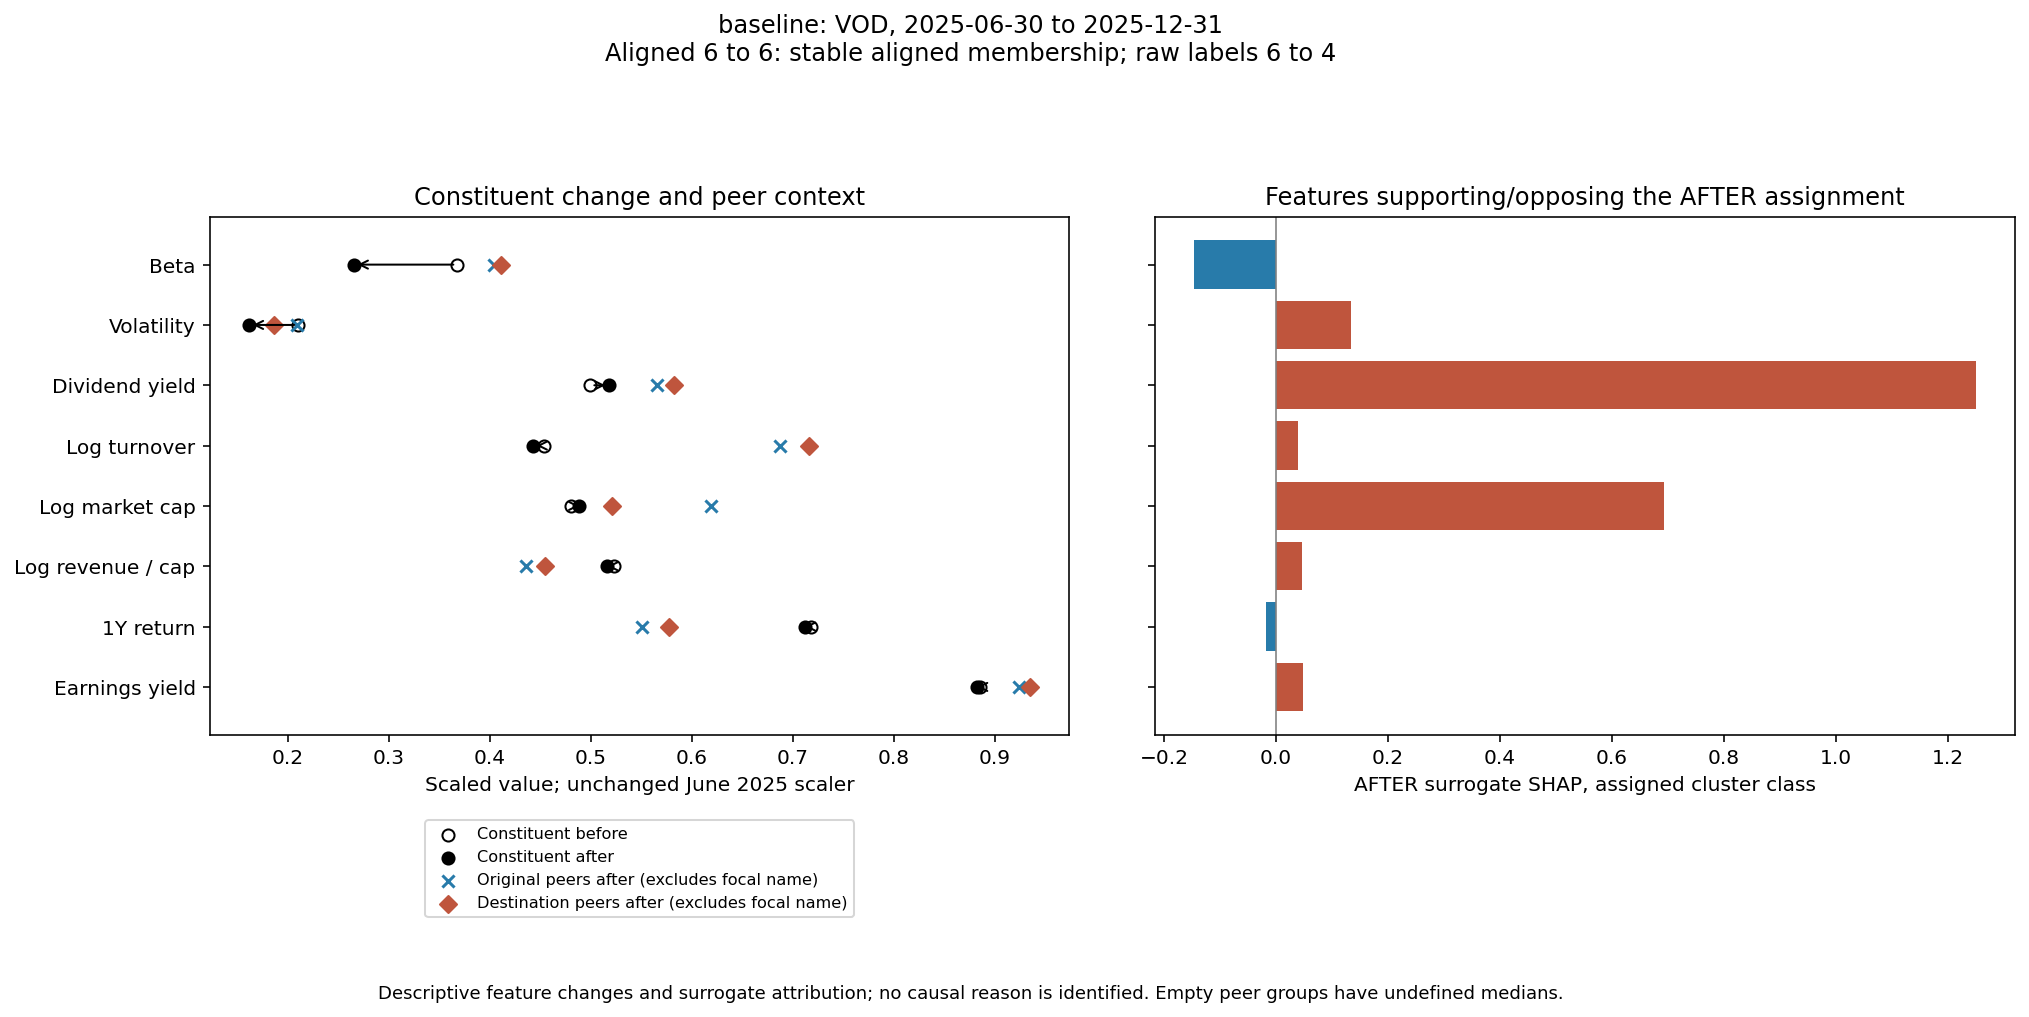 baseline: VOD, 2025-06-30 to 2025-12-31
Aligned 6 to 6: stable aligned membership; raw labels 6 to 4
Constituent change and peer context
Beta
Volatility
Dividend yield
Log turnover
Log market cap
Log revenue / cap
1Y return
Earnings yield
0.2 0.3 0.4 0.5 0.6 0.7 0.8 0.9
Scaled value; unchanged June 2025 scaler
Constituent before
Constituent after
Original peers after (excludes focal name)
Destination peers after (excludes focal name)
Features supporting/opposing the AFTER assignment
−0.2 0.0 0.2 0.4 0.6 0.8 1.0 1.2
AFTER surrogate SHAP, assigned cluster class
Descriptive feature changes and surrogate attribution; no causal reason is identified. Empty peer groups have undefined medians.